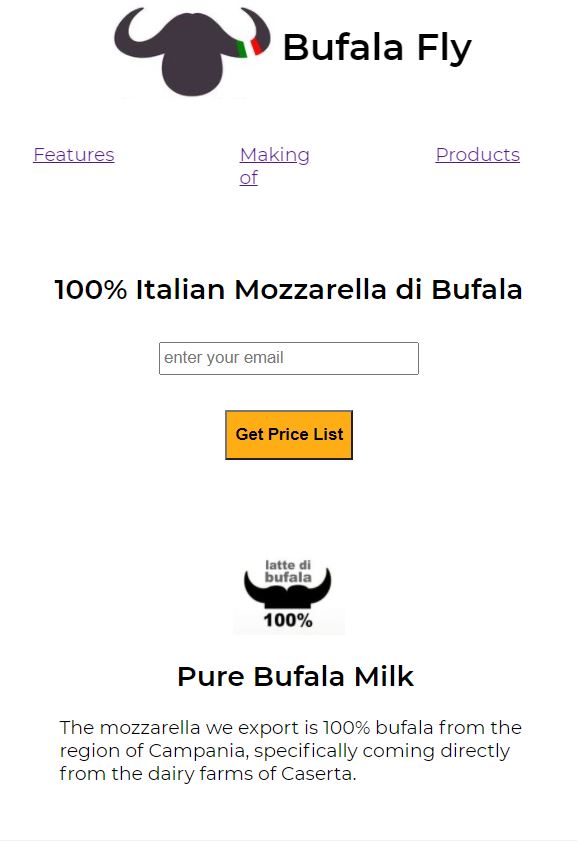 Bufala Fly
Features
Making
of
Products
100% Italian Mozzarella di Bufala
enter your email
Get Price List
latte di
bufala
100%
Pure Bufala Milk
The mozzarella we export is 100% bufala from the
region of Campania, specifically coming directly
from the dairy farms of Caserta.